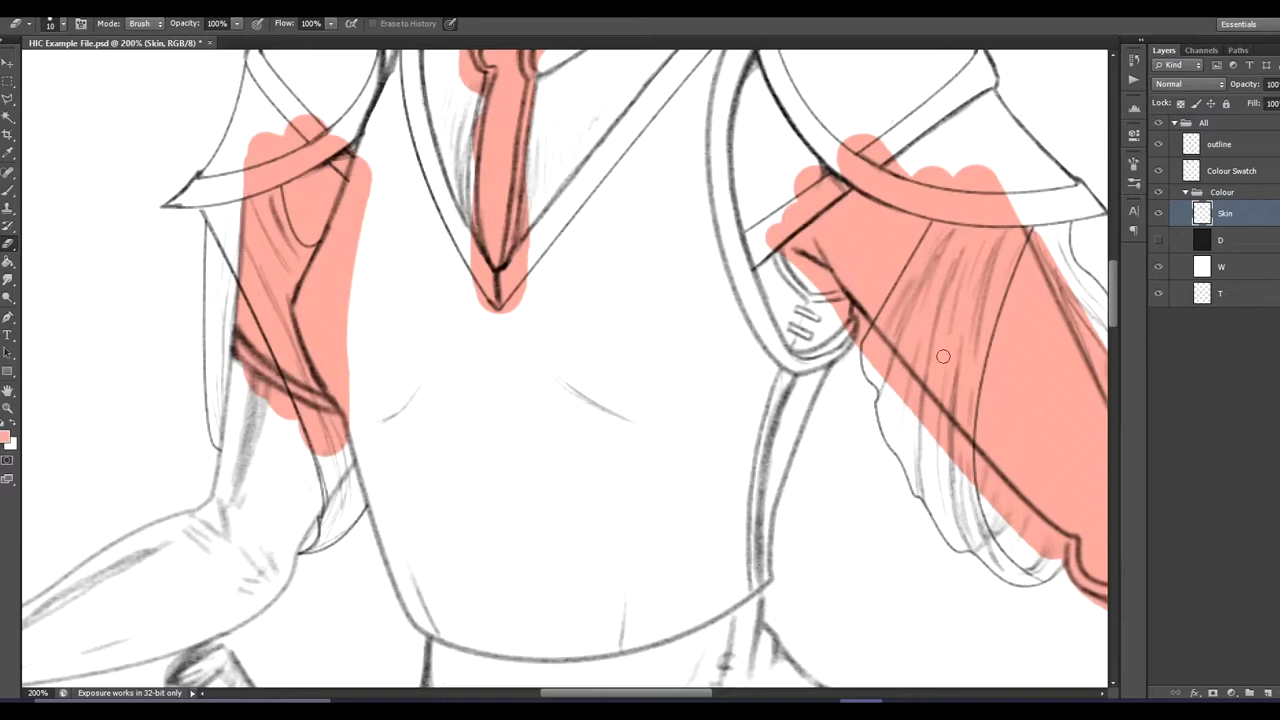 10 Mode: Brush Opacity: 100% Flow: 100% Erase to History Essentials
HIC Example File.psd @ 200% (Skin, RGB/8) * ×
Layers Channels Paths
Kind
Normal Opacity: 100
Lock: Fill: 100
All
outline
Colour Swatch
Colour
Skin
D
W
T
200% Exposure works in 32-bit only